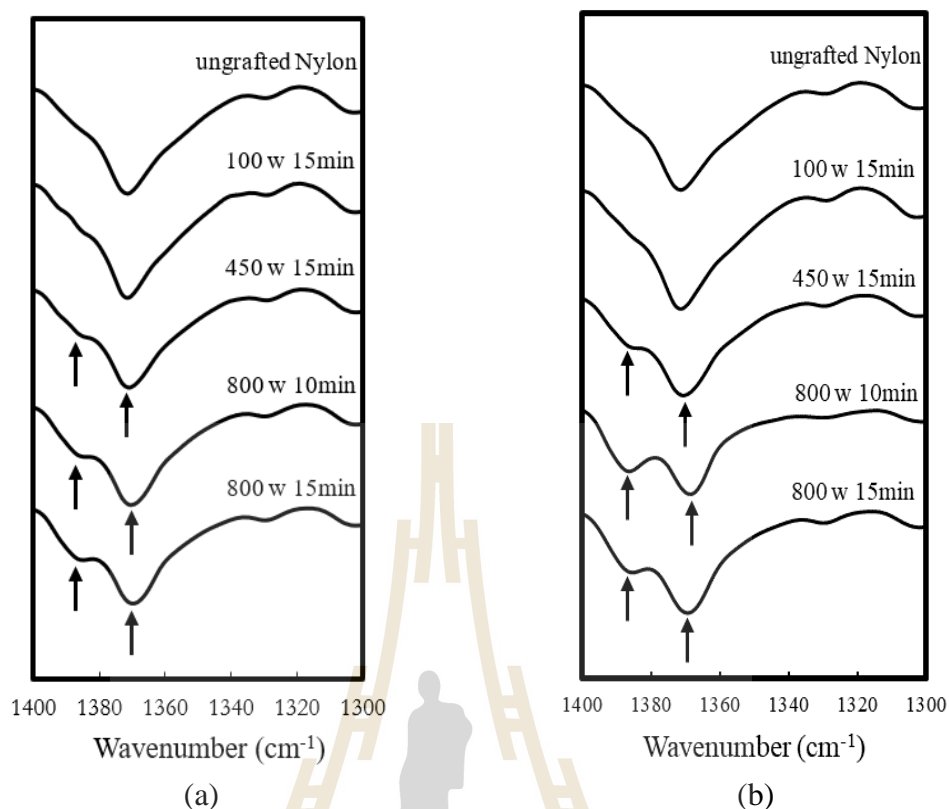 ungrafted Nylon
100 w 15min
450 w 15min
800 w 10min
800 w 15min
1400 1380 1360 1340 1320 1300
Wavenumber (cm⁻¹)
(a)
ungrafted Nylon
100 w 15min
450 w 15min
800 w 10min
800 w 15min
1400 1380 1360 1340 1320 1300
Wavenumber (cm⁻¹)
(b)